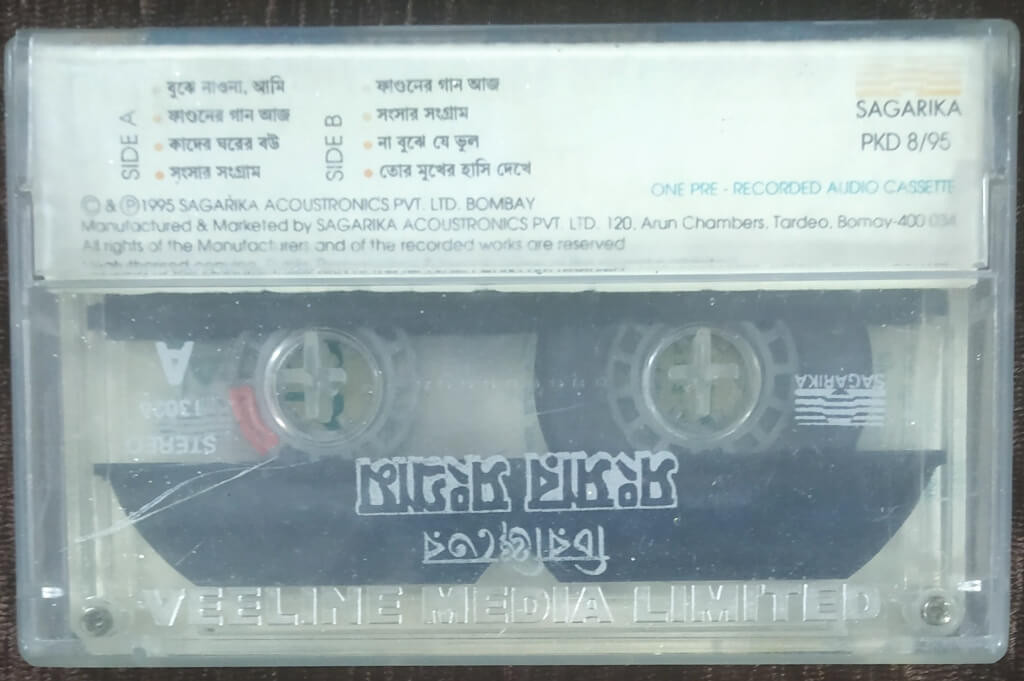 SIDE A
বুঝে নাওনা, আমি
ফাগুনের গান আজ
কাদের ঘরের বউ
সংসার সংগ্রাম
SIDE B
ফাগুনের গান আজ
সংসার সংগ্রাম
না বুঝে যে ভুল
তোর মুখের হাসি দেখে
SAGARIKA
PKD 8/95
ONE PRE - RECORDED AUDIO CASSETTE
© & Ⓟ 1995 SAGARIKA ACOUSTRONICS PVT. LTD. BOMBAY
Manufactured & Marketed by SAGARIKA ACOUSTRONICS PVT. LTD. 120, Arun Chambers, Tardeo, Bomay-400 034
All rights of the Manufacturers and of the recorded works are reserved
A
STEREO
SAGARIKA
কাদের ঘরের
VEELINE MEDIA LIMITED